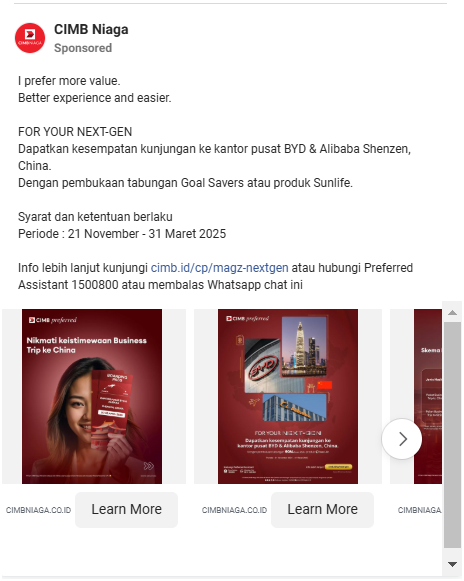 CIMB Niaga
Sponsored
I prefer more value.
Better experience and easier.
FOR YOUR NEXT-GEN
Dapatkan kesempatan kunjungan ke kantor pusat BYD & Alibaba Shenzen,
China.
Dengan pembukaan tabungan Goal Savers atau produk Sunlife.
Syarat dan ketentuan berlaku
Periode : 21 November - 31 Maret 2025
Info lebih lanjut kunjungi cimb.id/cp/magz-nextgen atau hubungi Preferred
Assistant 1500800 atau membalas Whatsapp chat ini
CIMB preferred
Nikmati keistimewaan Business
Trip ke China
BOARDING
PASS
CIMB preferred
BYD
FOR YOUR NEXT-GEN!
Dapatkan kesempatan kunjungan ke
kantor pusat BYD & Alibaba Shenzen, China.
Skema
CIMBNIAGA.CO.ID
Learn More
CIMBNIAGA.CO.ID
Learn More
CIMBNIAGA